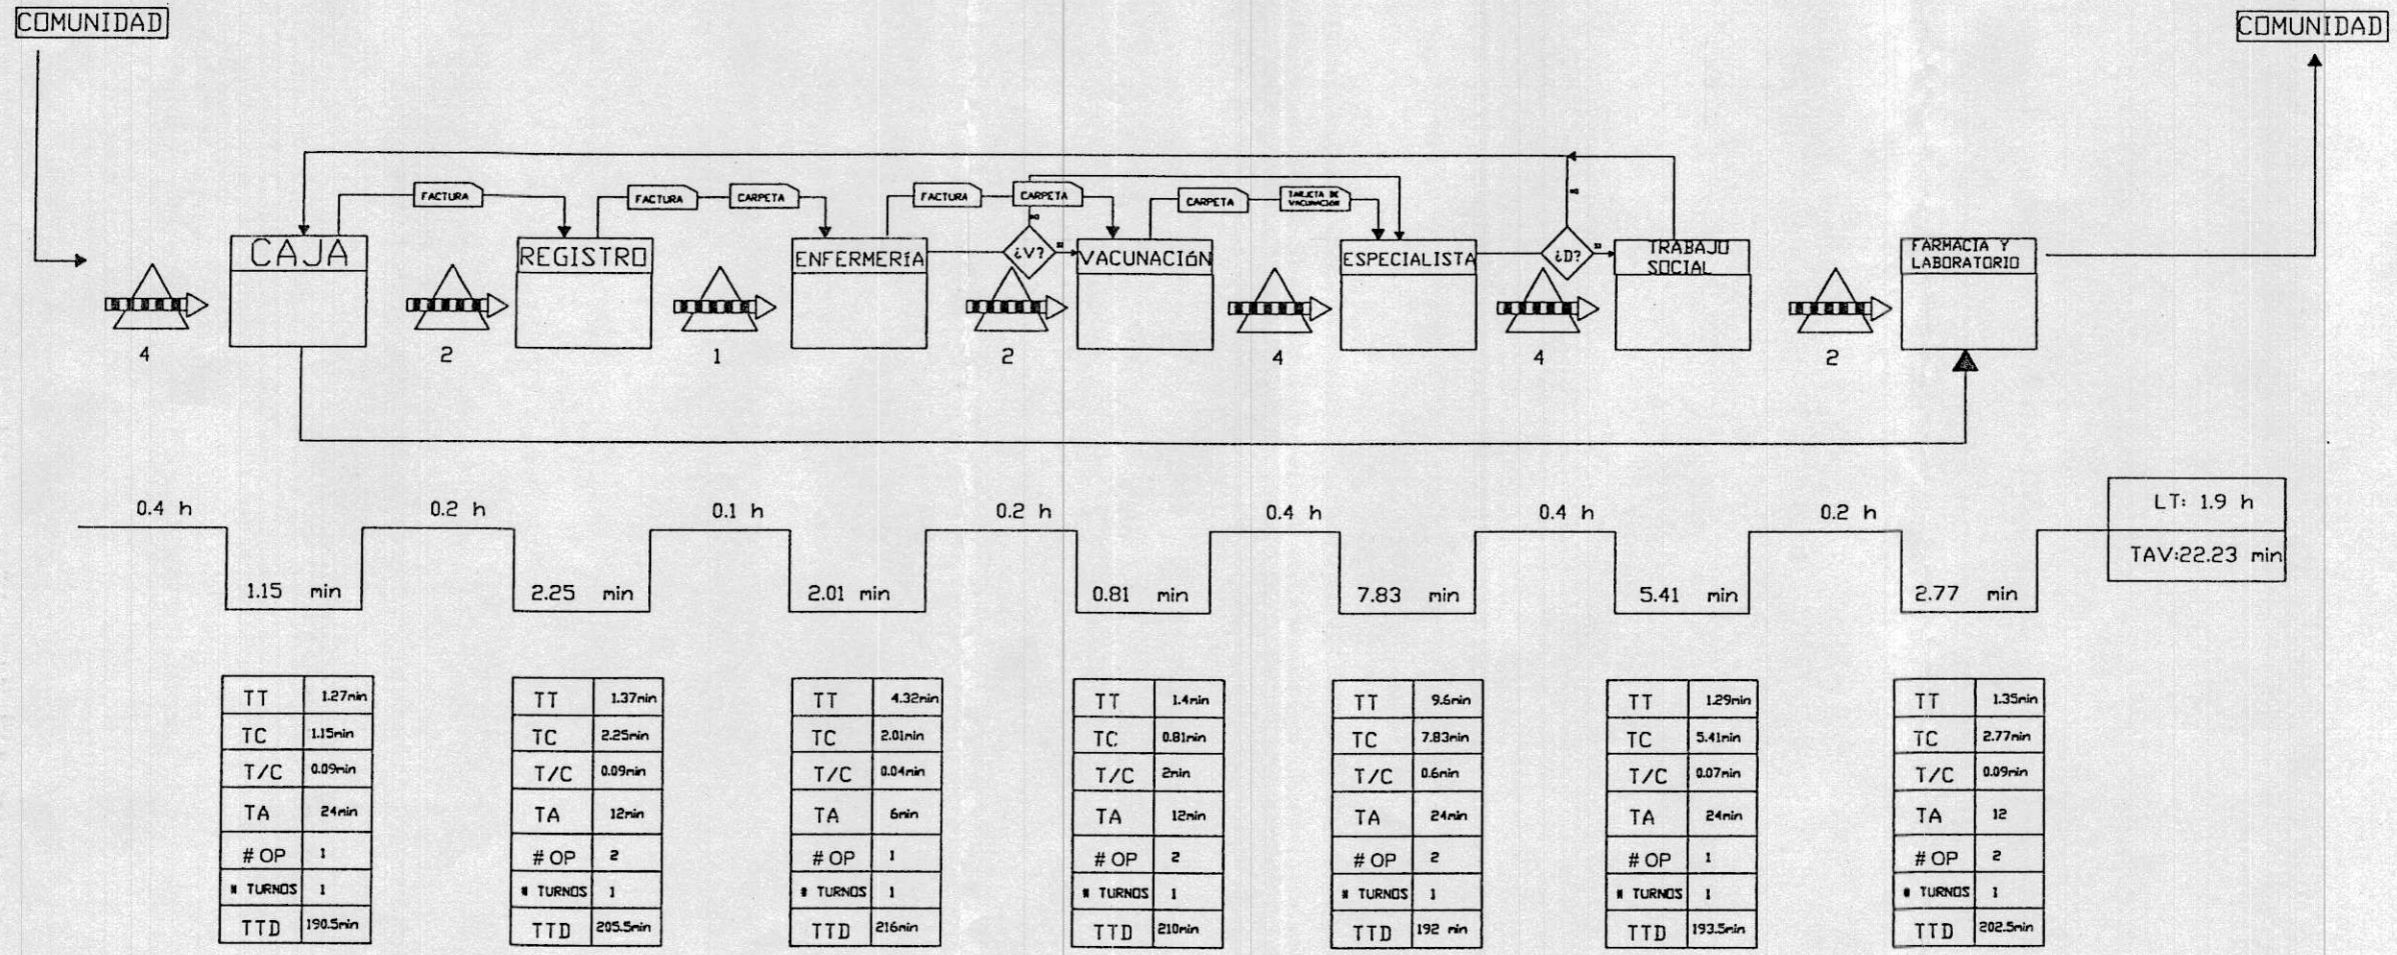 COMUNIDAD
COMUNIDAD
FACTURA
FACTURA
CARPETA
FACTURA
CARPETA
CARPETA
TARJETA DE
VACUNACIÓN
NO
NO
CAJA
REGISTRO
ENFERMERÍA
¿V?
SI
VACUNACIÓN
ESPECIALISTA
¿D?
SI
TRABAJO
SOCIAL
FARMACIA Y
LABORATORIO
4
2
1
2
4
4
2
0.4 h
0.2 h
0.1 h
0.2 h
0.4 h
0.4 h
0.2 h
LT: 1.9 h
TAV:22.23 min
1.15 min
2.25 min
2.01 min
0.81 min
7.83 min
5.41 min
2.77 min
TT 1.27min
TC 1.15min
T/C 0.09min
TA 24min
# OP 1
# TURNOS 1
TTD 190.5min
TT 1.37min
TC 2.25min
T/C 0.09min
TA 12min
# OP 2
# TURNOS 1
TTD 205.5min
TT 4.32min
TC 2.01min
T/C 0.04min
TA 6min
# OP 1
# TURNOS 1
TTD 216min
TT 1.4min
TC 0.81min
T/C 2min
TA 12min
# OP 2
# TURNOS 1
TTD 210min
TT 9.6min
TC 7.83min
T/C 0.6min
TA 24min
# OP 2
# TURNOS 1
TTD 192 min
TT 1.29min
TC 5.41min
T/C 0.07min
TA 24min
# OP 1
# TURNOS 1
TTD 193.5min
TT 1.35min
TC 2.77min
T/C 0.09min
TA 12
# OP 2
# TURNOS 1
TTD 202.5min